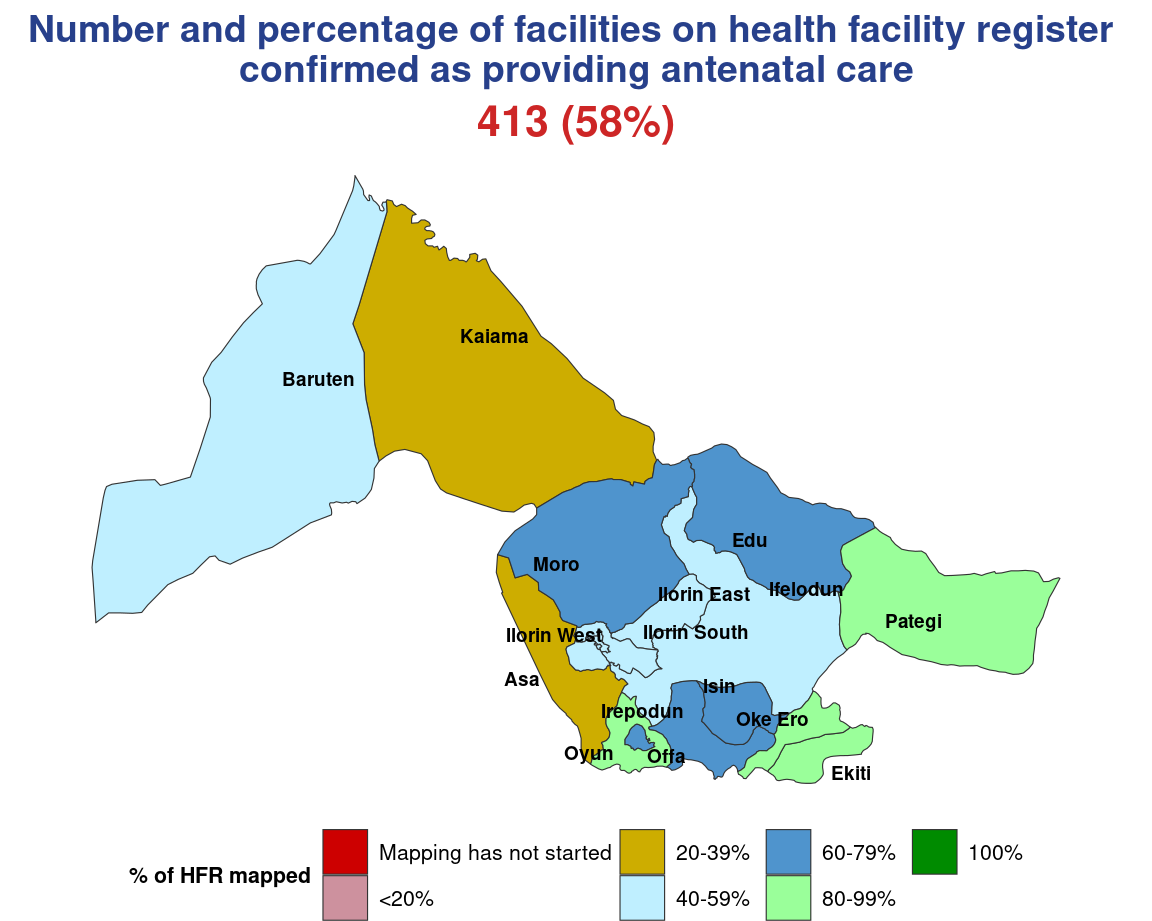 Number and percentage of facilities on health facility register
confirmed as providing antenatal care
413 (58%)
Kaiama
Baruten
Edu
Moro
Ifelodun
Ilorin East
Pategi
Ilorin South
Ilorin West
Asa
Isin
Irepodun
Oke Ero
Oyun
Offa
Ekiti
% of HFR mapped
Mapping has not started
<20%
20-39%
40-59%
60-79%
80-99%
100%